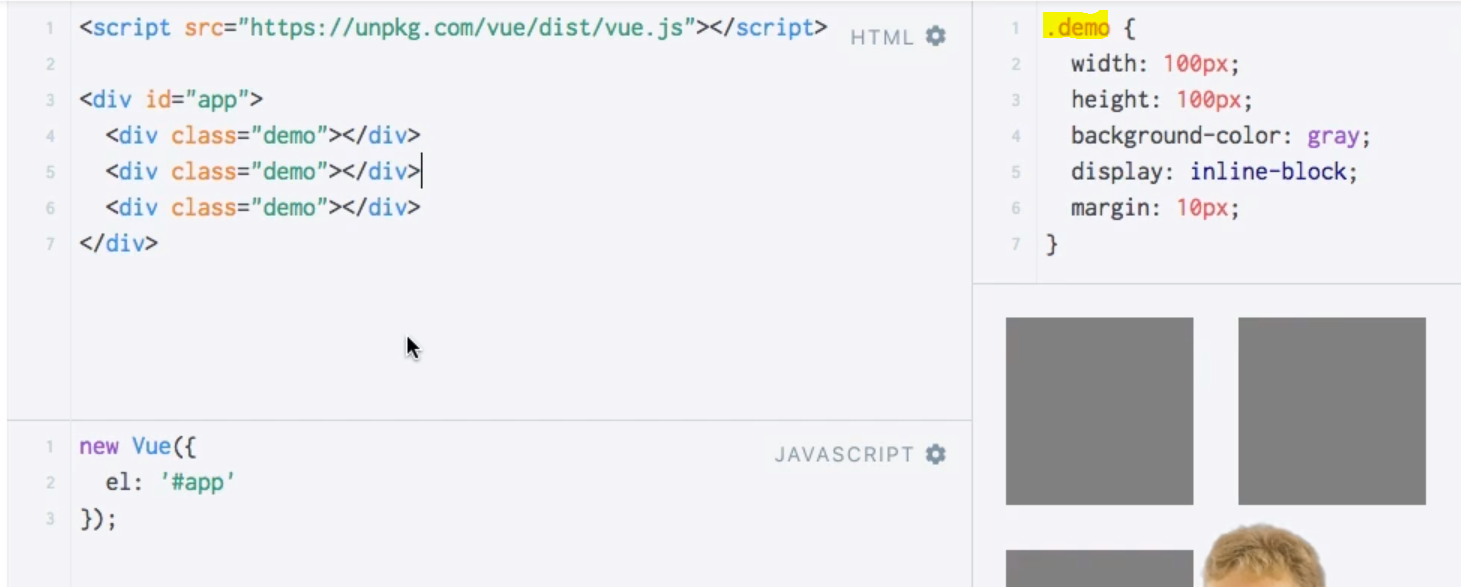 1 <script src="https://unpkg.com/vue/dist/vue.js"></script>
HTML
2
3 <div id="app">
4 <div class="demo"></div>
5 <div class="demo"></div>
6 <div class="demo"></div>
7 </div>
1 new Vue({
JAVASCRIPT
2 el: '#app'
3 });
1 .demo {
2 width: 100px;
3 height: 100px;
4 background-color: gray;
5 display: inline-block;
6 margin: 10px;
7 }